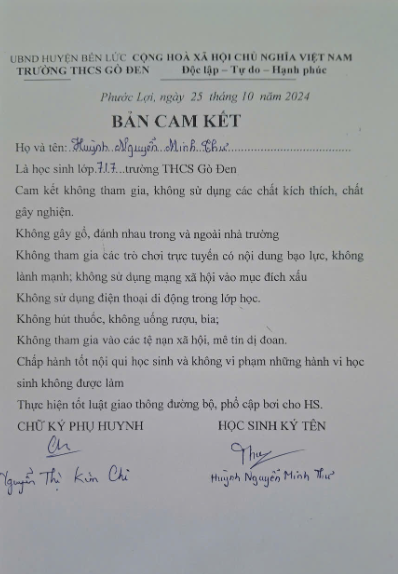 UBND HUYỆN BẾN LỨC CỘNG HOÀ XÃ HỘI CHỦ NGHĨA VIỆT NAM
TRƯỜNG THCS GÒ ĐEN Độc lập – Tự do – Hạnh phúc
Phước Lợi, ngày 25 tháng 10 năm 2024
BẢN CAM KẾT
Họ và tên: Huỳnh Nguyễn Minh Thư
Là học sinh lớp 7/7 trường THCS Gò Đen
Cam kết không tham gia, không sử dụng các chất kích thích, chất
gây nghiện.
Không gây gổ, đánh nhau trong và ngoài nhà trường
Không tham gia các trò chơi trực tuyến có nội dung bạo lực, không
lành mạnh; không sử dụng mạng xã hội vào mục đích xấu
Không sử dụng điện thoại di động trong lớp học.
Không hút thuốc, không uống rượu, bia;
Không tham gia vào các tệ nạn xã hội, mê tín dị đoan.
Chấp hành tốt nội qui học sinh và không vi phạm những hành vi học
sinh không được làm
Thực hiện tốt luật giao thông đường bộ, phổ cập bơi cho HS.
CHỮ KÝ PHỤ HUYNH HỌC SINH KÝ TÊN
Ch Thư
Nguyễn Thị Kim Chi Huỳnh Nguyễn Minh Thư